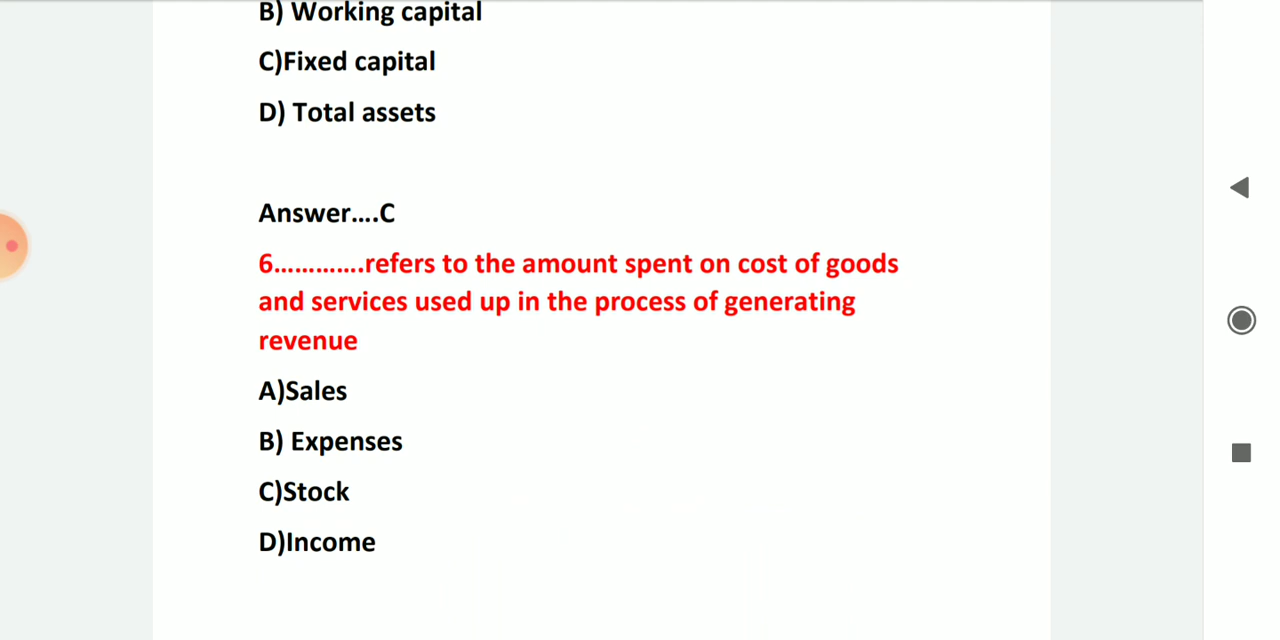 B) Working capital
C)Fixed capital
D) Total assets
Answer....C
6.............refers to the amount spent on cost of goods
and services used up in the process of generating
revenue
A)Sales
B) Expenses
C)Stock
D)Income